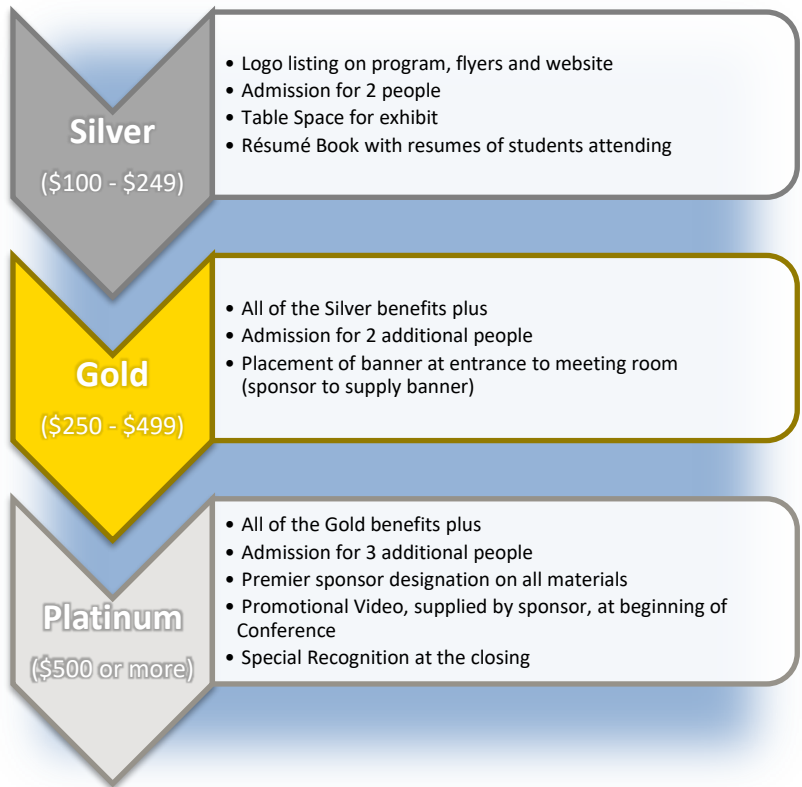 Silver
($100 - $249)
• Logo listing on program, flyers and website
• Admission for 2 people
• Table Space for exhibit
• Résumé Book with resumes of students attending
Gold
($250 - $499)
• All of the Silver benefits plus
• Admission for 2 additional people
• Placement of banner at entrance to meeting room
(sponsor to supply banner)
Platinum
($500 or more)
• All of the Gold benefits plus
• Admission for 3 additional people
• Premier sponsor designation on all materials
• Promotional Video, supplied by sponsor, at beginning of
Conference
• Special Recognition at the closing